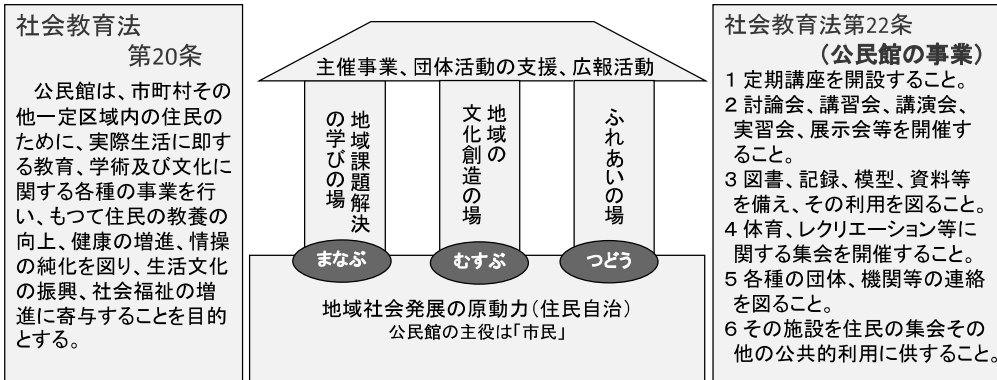 社会教育法
第20条
公民館は、市町村その
他一定区域内の住民の
ために、実際生活に即す
る教育、学術及び文化に
関する各種の事業を行
い、もつて住民の教養の
向上、健康の増進、情操
の純化を図り、生活文化
の振興、社会福祉の増
進に寄与することを目的
とする。
主催事業、団体活動の支援、広報活動
地域課題解決
の学びの場
地域の
文化創造の場
ふれあいの場
まなぶ
むすぶ
つどう
地域社会発展の原動力(住民自治)
公民館の主役は「市民」
社会教育法第22条
(公民館の事業)
1 定期講座を開設すること。
2 討論会、講習会、講演会、
実習会、展示会等を開催す
ること。
3 図書、記録、模型、資料等
を備え、その利用を図ること。
4 体育、レクリエーション等に
関する集会を開催すること。
5 各種の団体、機関等の連絡
を図ること。
6 その施設を住民の集会その
他の公共的利用に供すること。